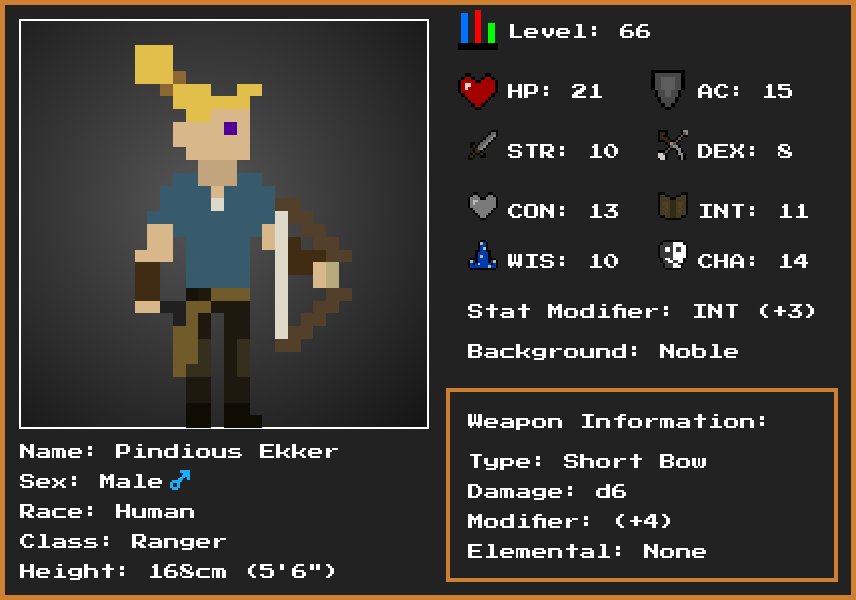 Level: 66
HP: 21 AC: 15
STR: 10 DEX: 8
CON: 13 INT: 11
WIS: 10 CHA: 14
Stat Modifier: INT (+3)
Background: Noble
Weapon Information:
Type: Short Bow
Damage: d6
Modifier: (+4)
Elemental: None
Name: Pindious Ekker
Sex: Male♂
Race: Human
Class: Ranger
Height: 168cm (5'6")